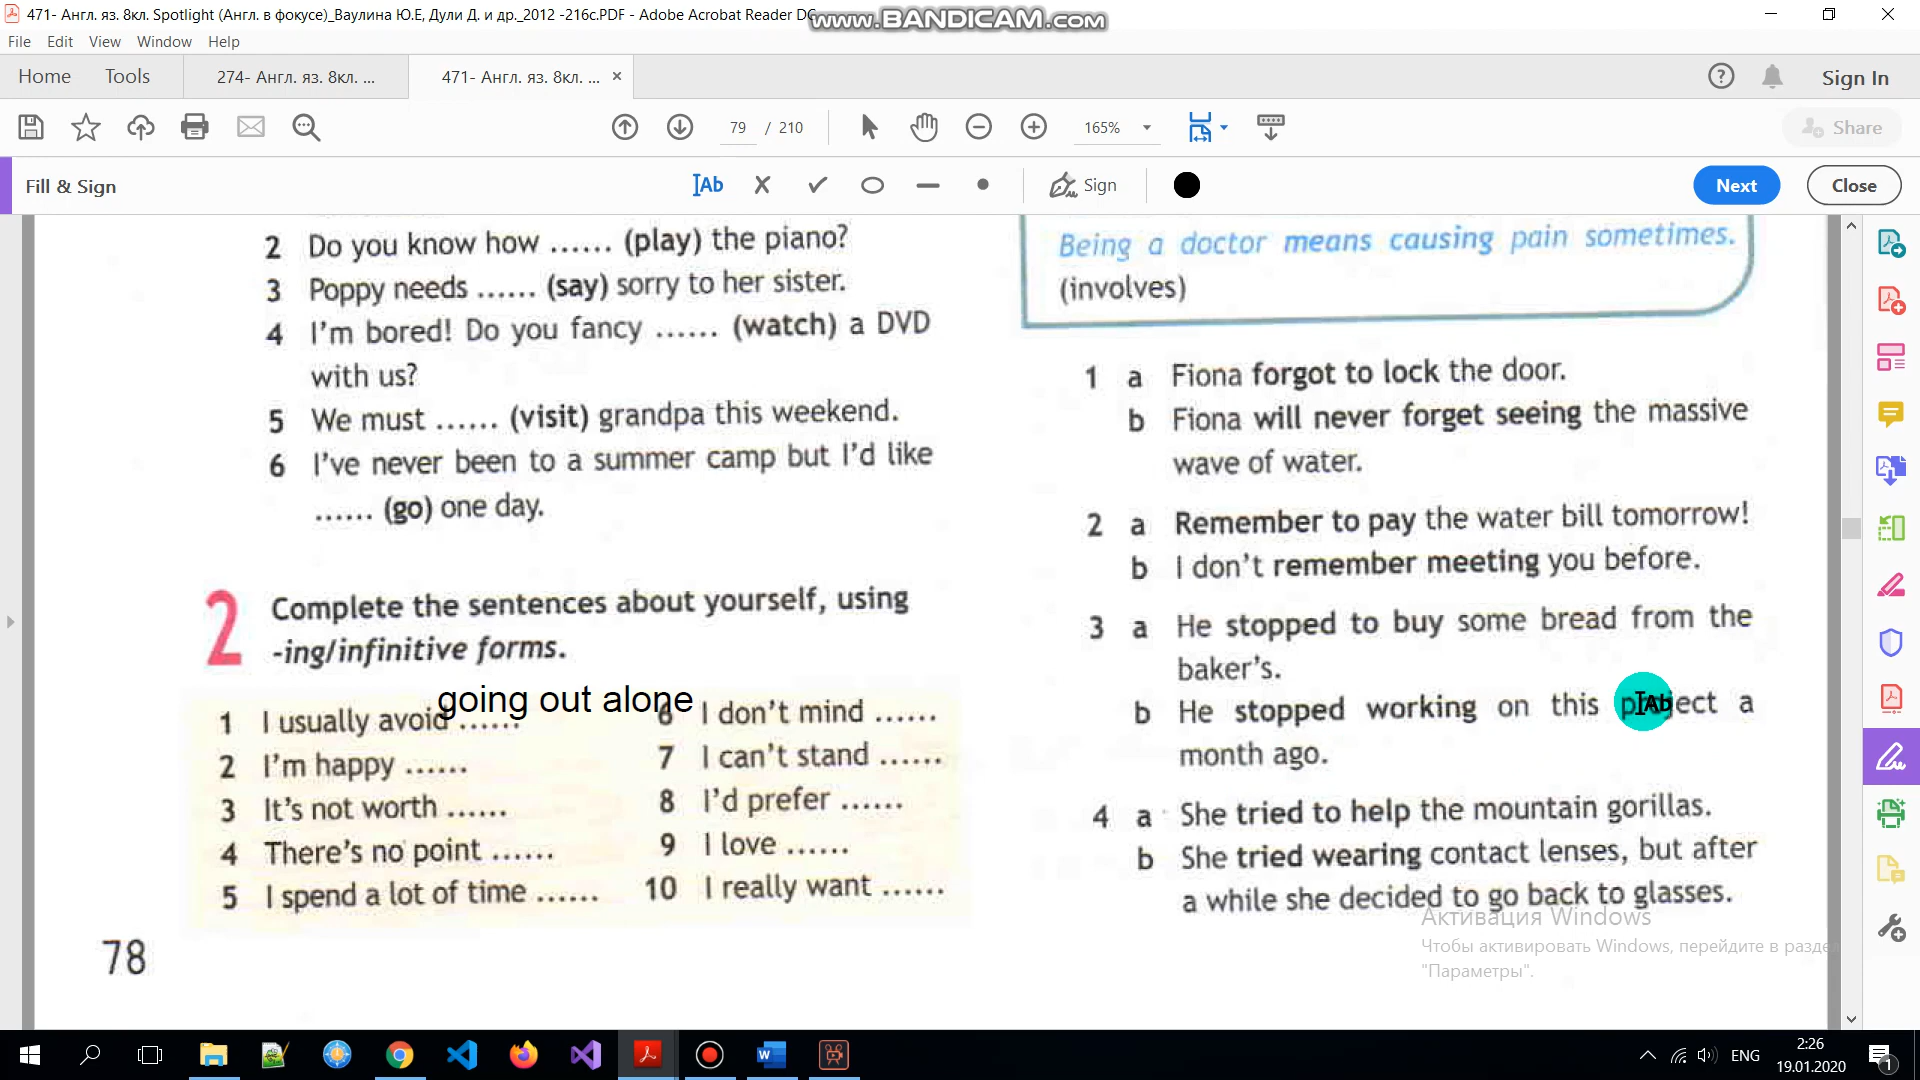 471- Англ. яз. 8кл. Spotlight (Англ. в фокусе)_Ваулина Ю.Е, Дули Д. и др._2012 -216с.PDF - Adobe Acrobat Reader DC
www.BANDICAM.com
File Edit View Window Help
Home Tools 274- Англ. яз. 8кл. ... 471- Англ. яз. 8кл. ... × Sign In
79 / 210 165% Share
Fill & Sign Ab Sign Next Close
2 Do you know how ...... (play) the piano?
3 Poppy needs ...... (say) sorry to her sister.
4 I'm bored! Do you fancy ...... (watch) a DVD
with us?
5 We must ...... (visit) grandpa this weekend.
6 I've never been to a summer camp but I'd like
...... (go) one day.
2 Complete the sentences about yourself, using
-ing/infinitive forms.
going out alone
1 I usually avoid ......
2 I'm happy ......
3 It's not worth ......
4 There's no point ......
5 I spend a lot of time ......
6 I don't mind ......
7 I can't stand ......
8 I'd prefer ......
9 I love ......
10 I really want ......
78
Being a doctor means causing pain sometimes.
(involves)
1 a Fiona forgot to lock the door.
b Fiona will never forget seeing the massive
wave of water.
2 a Remember to pay the water bill tomorrow!
b I don't remember meeting you before.
3 a He stopped to buy some bread from the
baker's.
b He stopped working on this project a
month ago.
4 a She tried to help the mountain gorillas.
b She tried wearing contact lenses, but after
a while she decided to go back to glasses.
Активация Windows
Чтобы активировать Windows, перейдите в раздел
"Параметры".
ENG 2:26
19.01.2020
1